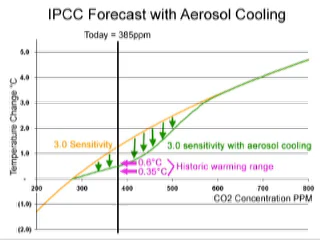 IPCC Forecast with Aerosol Cooling
Today = 385ppm
Temperature Change °C
5.0
4.0
3.0
2.0
1.0
-
(1.0)
(2.0)
3.0 Sensitivity
3.0 sensitivity with aerosol cooling
0.6°C
0.35°C
Historic warming range
200 300 400 500 600 700 800
CO2 Concentration PPM